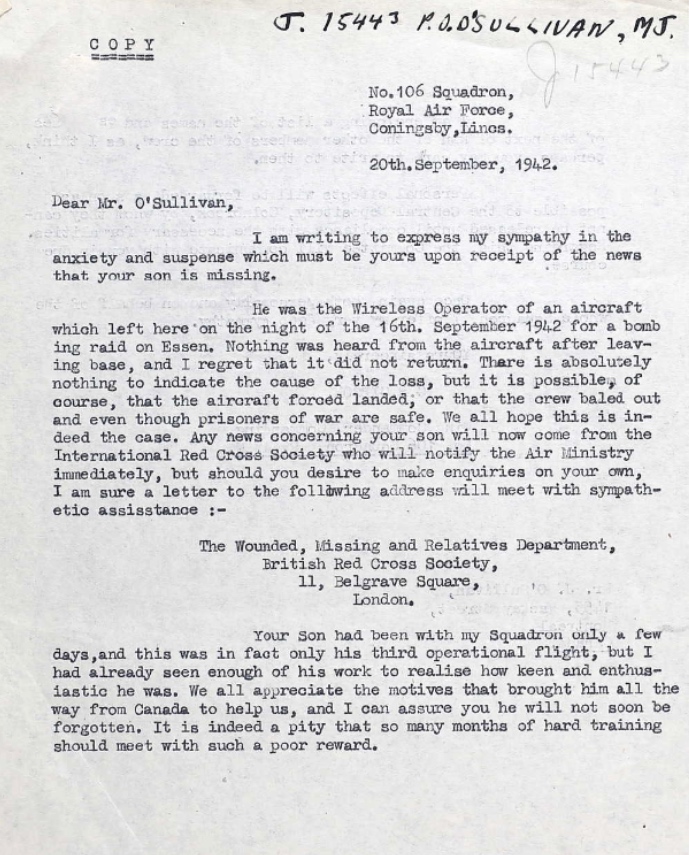 J. 15443 P.O. O'SULLIVAN, MJ.
COPY
J 15443
No.106 Squadron,
Royal Air Force,
Coningsby,Lincs.
20th.September, 1942.
Dear Mr. O'Sullivan,
I am writing to express my sympathy in the
anxiety and suspense which must be yours upon receipt of the news
that your son is missing.
He was the Wireless Operator of an aircraft
which left here on the night of the 16th. September 1942 for a bomb
ing raid on Essen. Nothing was heard from the aircraft after leav-
ing base, and I regret that it did not return. There is absolutely
nothing to indicate the cause of the loss, but it is possible, of
course, that the aircraft forced landed, or that the crew baled out
and even though prisoners of war are safe. We all hope this is in-
deed the case. Any news concerning your son will now come from the
International Red Cross Society who will notify the Air Ministry
immediately, but should you desire to make enquiries on your own,
I am sure a letter to the following address will meet with sympath-
etic assisstance :-
The Wounded, Missing and Relatives Department,
British Red Cross Society,
11, Belgrave Square,
London.
Your Son had been with my Squadron only a few
days,and this was in fact only his third operational flight, but I
had already seen enough of his work to realise how keen and enthus-
iastic he was. We all appreciate the motives that brought him all the
way from Canada to help us, and I can assure you he will not soon be
forgotten. It is indeed a pity that so many months of hard training
should meet with such a poor reward.